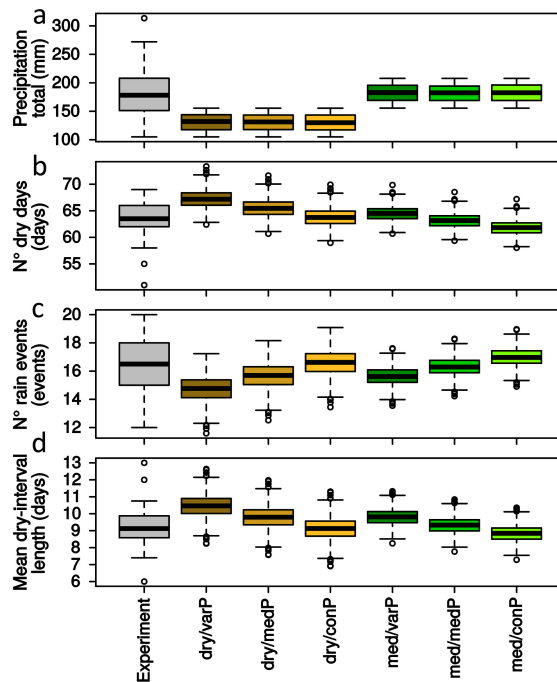 a
Precipitation
total (mm)
300
250
200
150
100
b
N° dry days
(days)
70
65
60
55
c
N° rain events
(events)
20
18
16
14
12
d
Mean dry-interval
length (days)
13
12
11
10
9
8
7
6
Experiment
dry/varP
dry/medP
dry/conP
med/varP
med/medP
med/conP